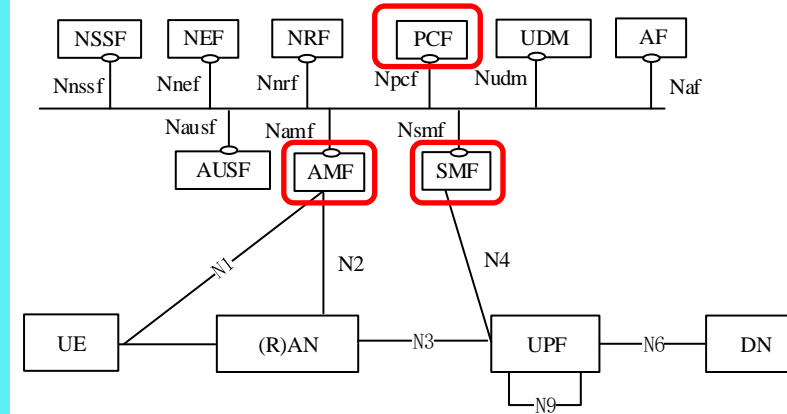 NSSF NEF NRF PCF UDM AF
Nnssf Nnef Nnrf Npcf Nudm Naf
Nausf Namf Nsmf
AUSF AMF SMF
N1 N2 N4
UE (R)AN N3 UPF N6 DN
N9